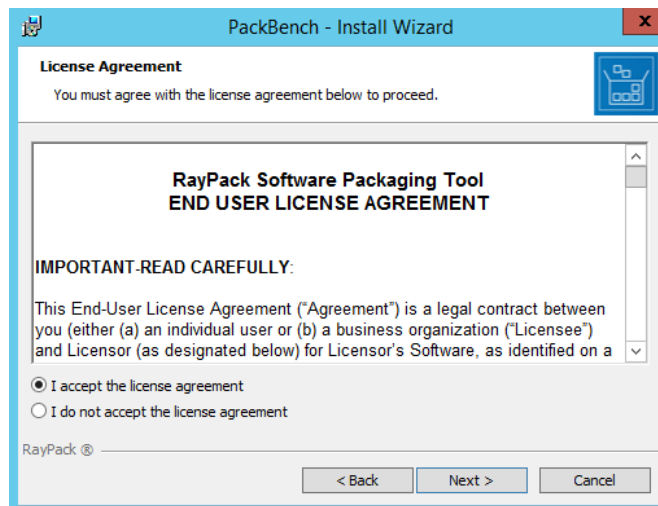 PackBench - Install Wizard
x
License Agreement
You must agree with the license agreement below to proceed.
RayPack Software Packaging Tool
END USER LICENSE AGREEMENT
IMPORTANT-READ CAREFULLY:
This End-User License Agreement (“Agreement”) is a legal contract between
you (either (a) an individual user or (b) a business organization (“Licensee”)
and Licensor (as designated below) for Licensor’s Software, as identified on a
I accept the license agreement
I do not accept the license agreement
RayPack ®
< Back Next > Cancel